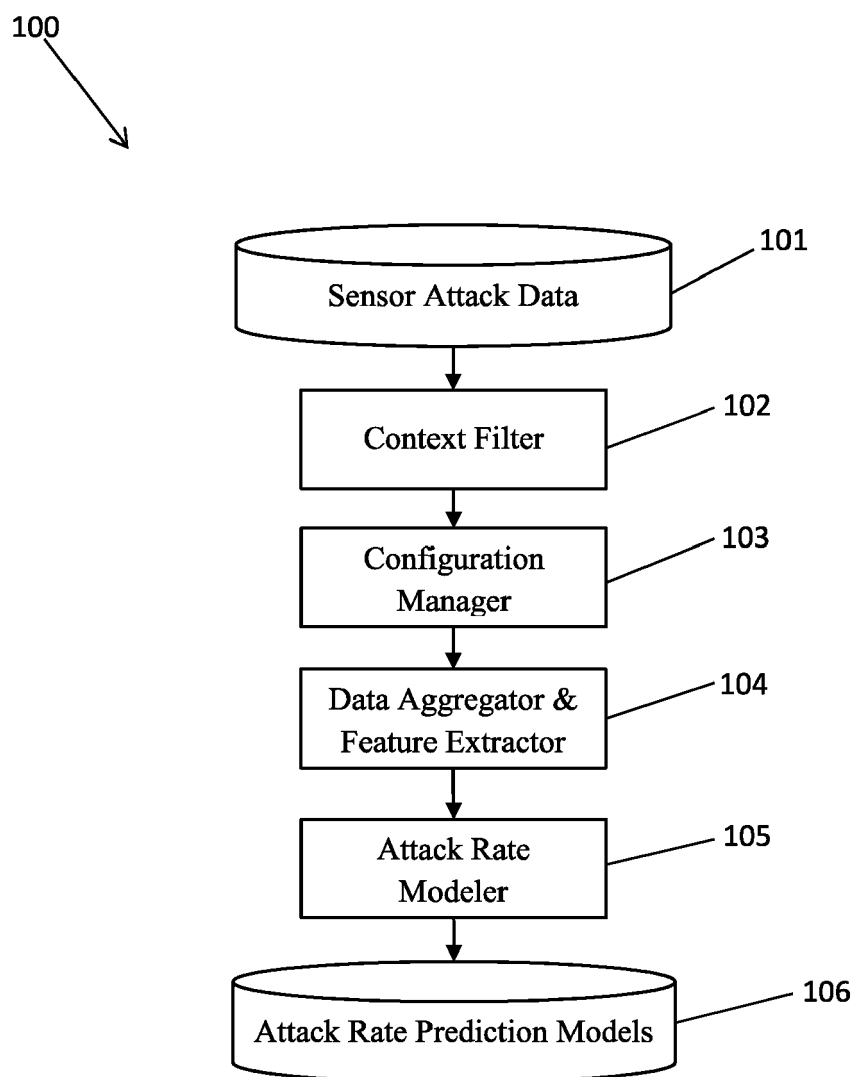 100
Sensor Attack Data
101
Context Filter
102
Configuration
Manager
103
Data Aggregator &
Feature Extractor
104
Attack Rate
Modeler
105
Attack Rate Prediction Models
106